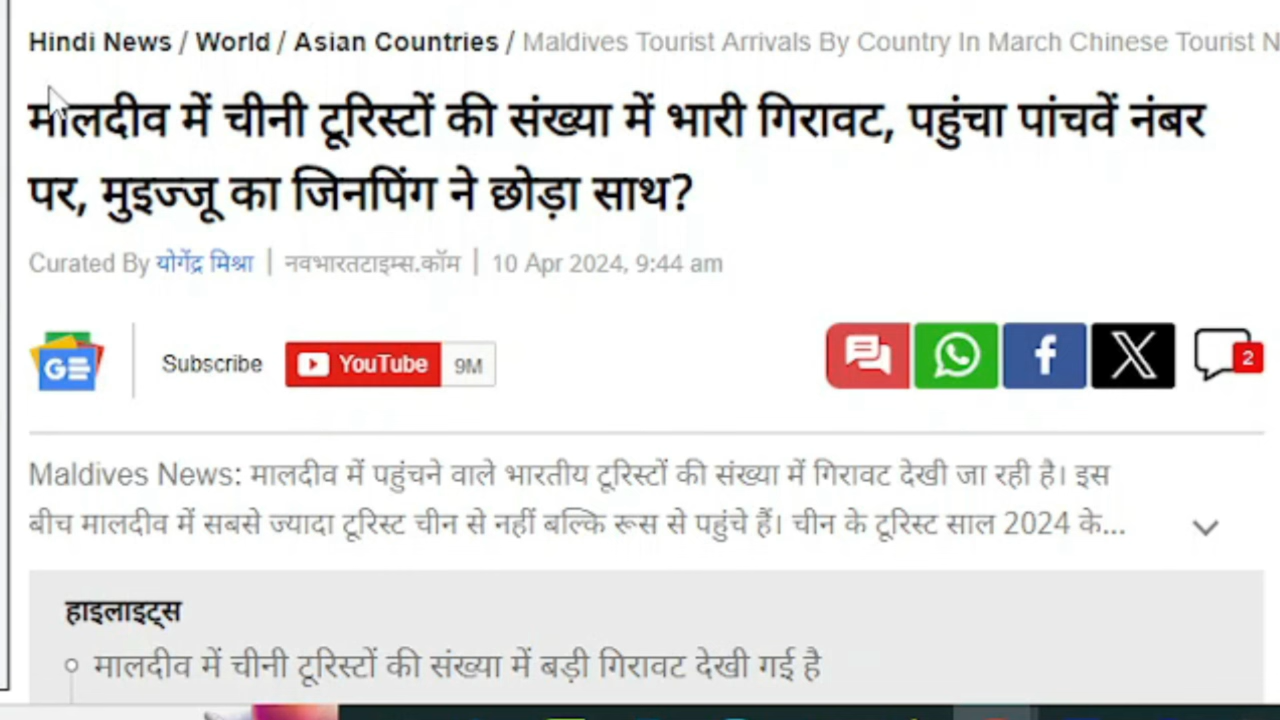 Hindi News / World / Asian Countries / Maldives Tourist Arrivals By Country In March Chinese Tourist N
मालदीव में चीनी टूरिस्टों की संख्या में भारी गिरावट, पहुंचा पांचवें नंबर
पर, मुइज्जू का जिनपिंग ने छोड़ा साथ?
Curated By योगेंद्र मिश्रा | नवभारतटाइम्स.कॉम | 10 Apr 2024, 9:44 am
G Subscribe YouTube 9M f X 2
Maldives News: मालदीव में पहुंचने वाले भारतीय टूरिस्टों की संख्या में गिरावट देखी जा रही है। इस
बीच मालदीव में सबसे ज्यादा टूरिस्ट चीन से नहीं बल्कि रूस से पहुंचे हैं। चीन के टूरिस्ट साल 2024 के...
हाइलाइट्स
मालदीव में चीनी टूरिस्टों की संख्या में बड़ी गिरावट देखी गई है